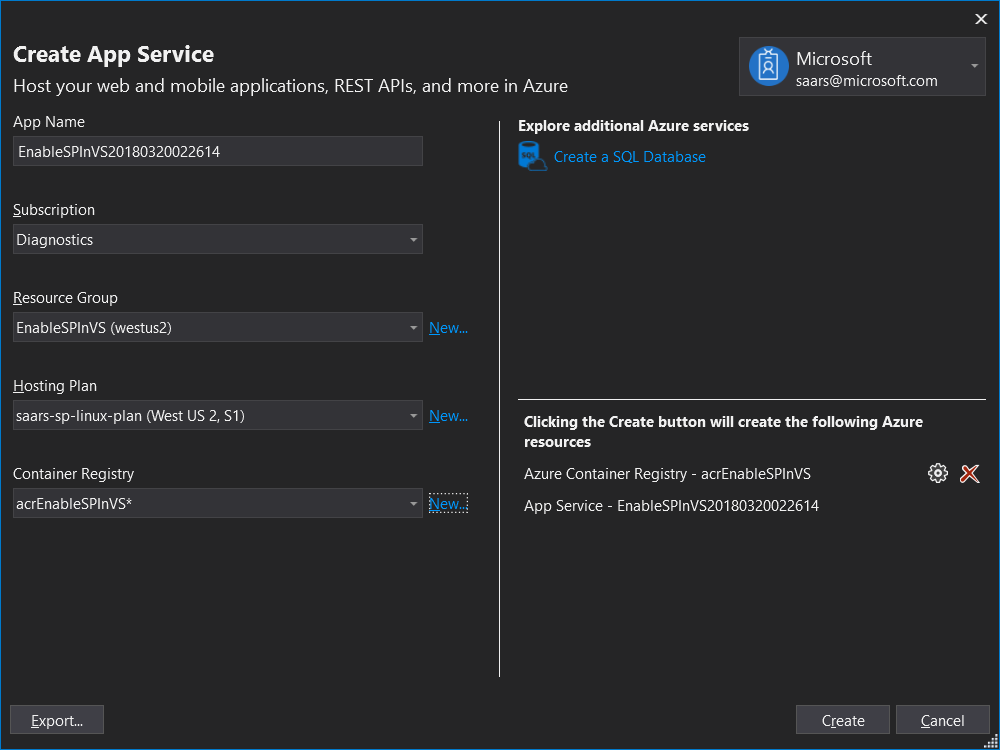 Create App Service
Host your web and mobile applications, REST APIs, and more in Azure
Microsoft
saars@microsoft.com
App Name
EnableSPInVS20180320022614
Subscription
Diagnostics
Resource Group
EnableSPInVS (westus2)
New...
Hosting Plan
saars-sp-linux-plan (West US 2, S1)
New...
Container Registry
acrEnableSPInVS*
New...
Explore additional Azure services
SQL
Create a SQL Database
Clicking the Create button will create the following Azure
resources
Azure Container Registry - acrEnableSPInVS
App Service - EnableSPInVS20180320022614
Export...
Create
Cancel